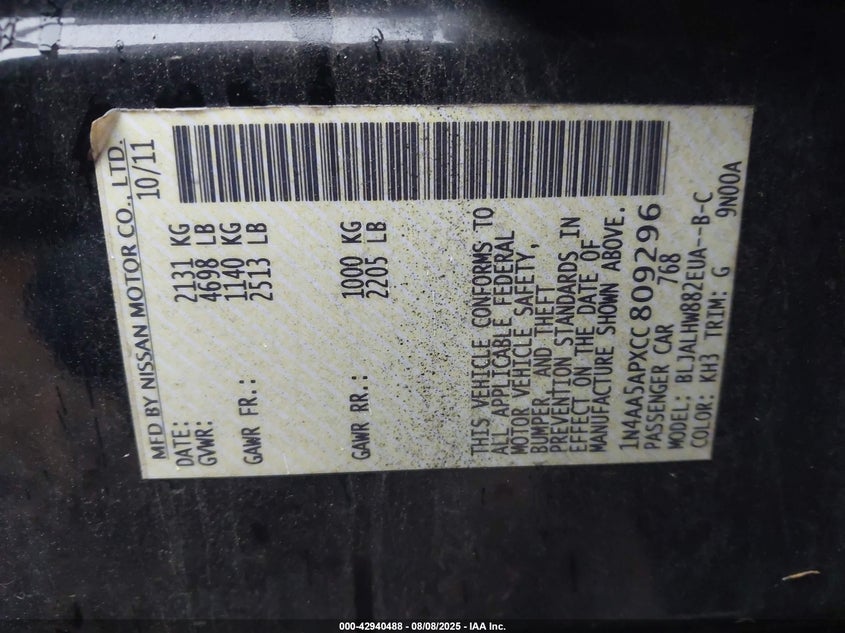 MFD BY NISSAN MOTOR CO., LTD.
DATE: 10/11
GVWR: 2131 KG
4698 LB
GAWR FR.: 1140 KG
2513 LB
GAWR RR.: 1000 KG
2205 LB
THIS VEHICLE CONFORMS TO
ALL APPLICABLE FEDERAL
MOTOR VEHICLE SAFETY,
BUMPER, AND THEFT
PREVENTION STANDARDS IN
EFFECT ON THE DATE OF
MANUFACTURE SHOWN ABOVE.
1N4AA5APXCC809296
PASSENGER CAR 768
MODEL: BLJALHW882EUA--B-C
COLOR: KH3 TRIM: G 9N00A
000-42940488 - 08/08/2025 - IAA Inc.